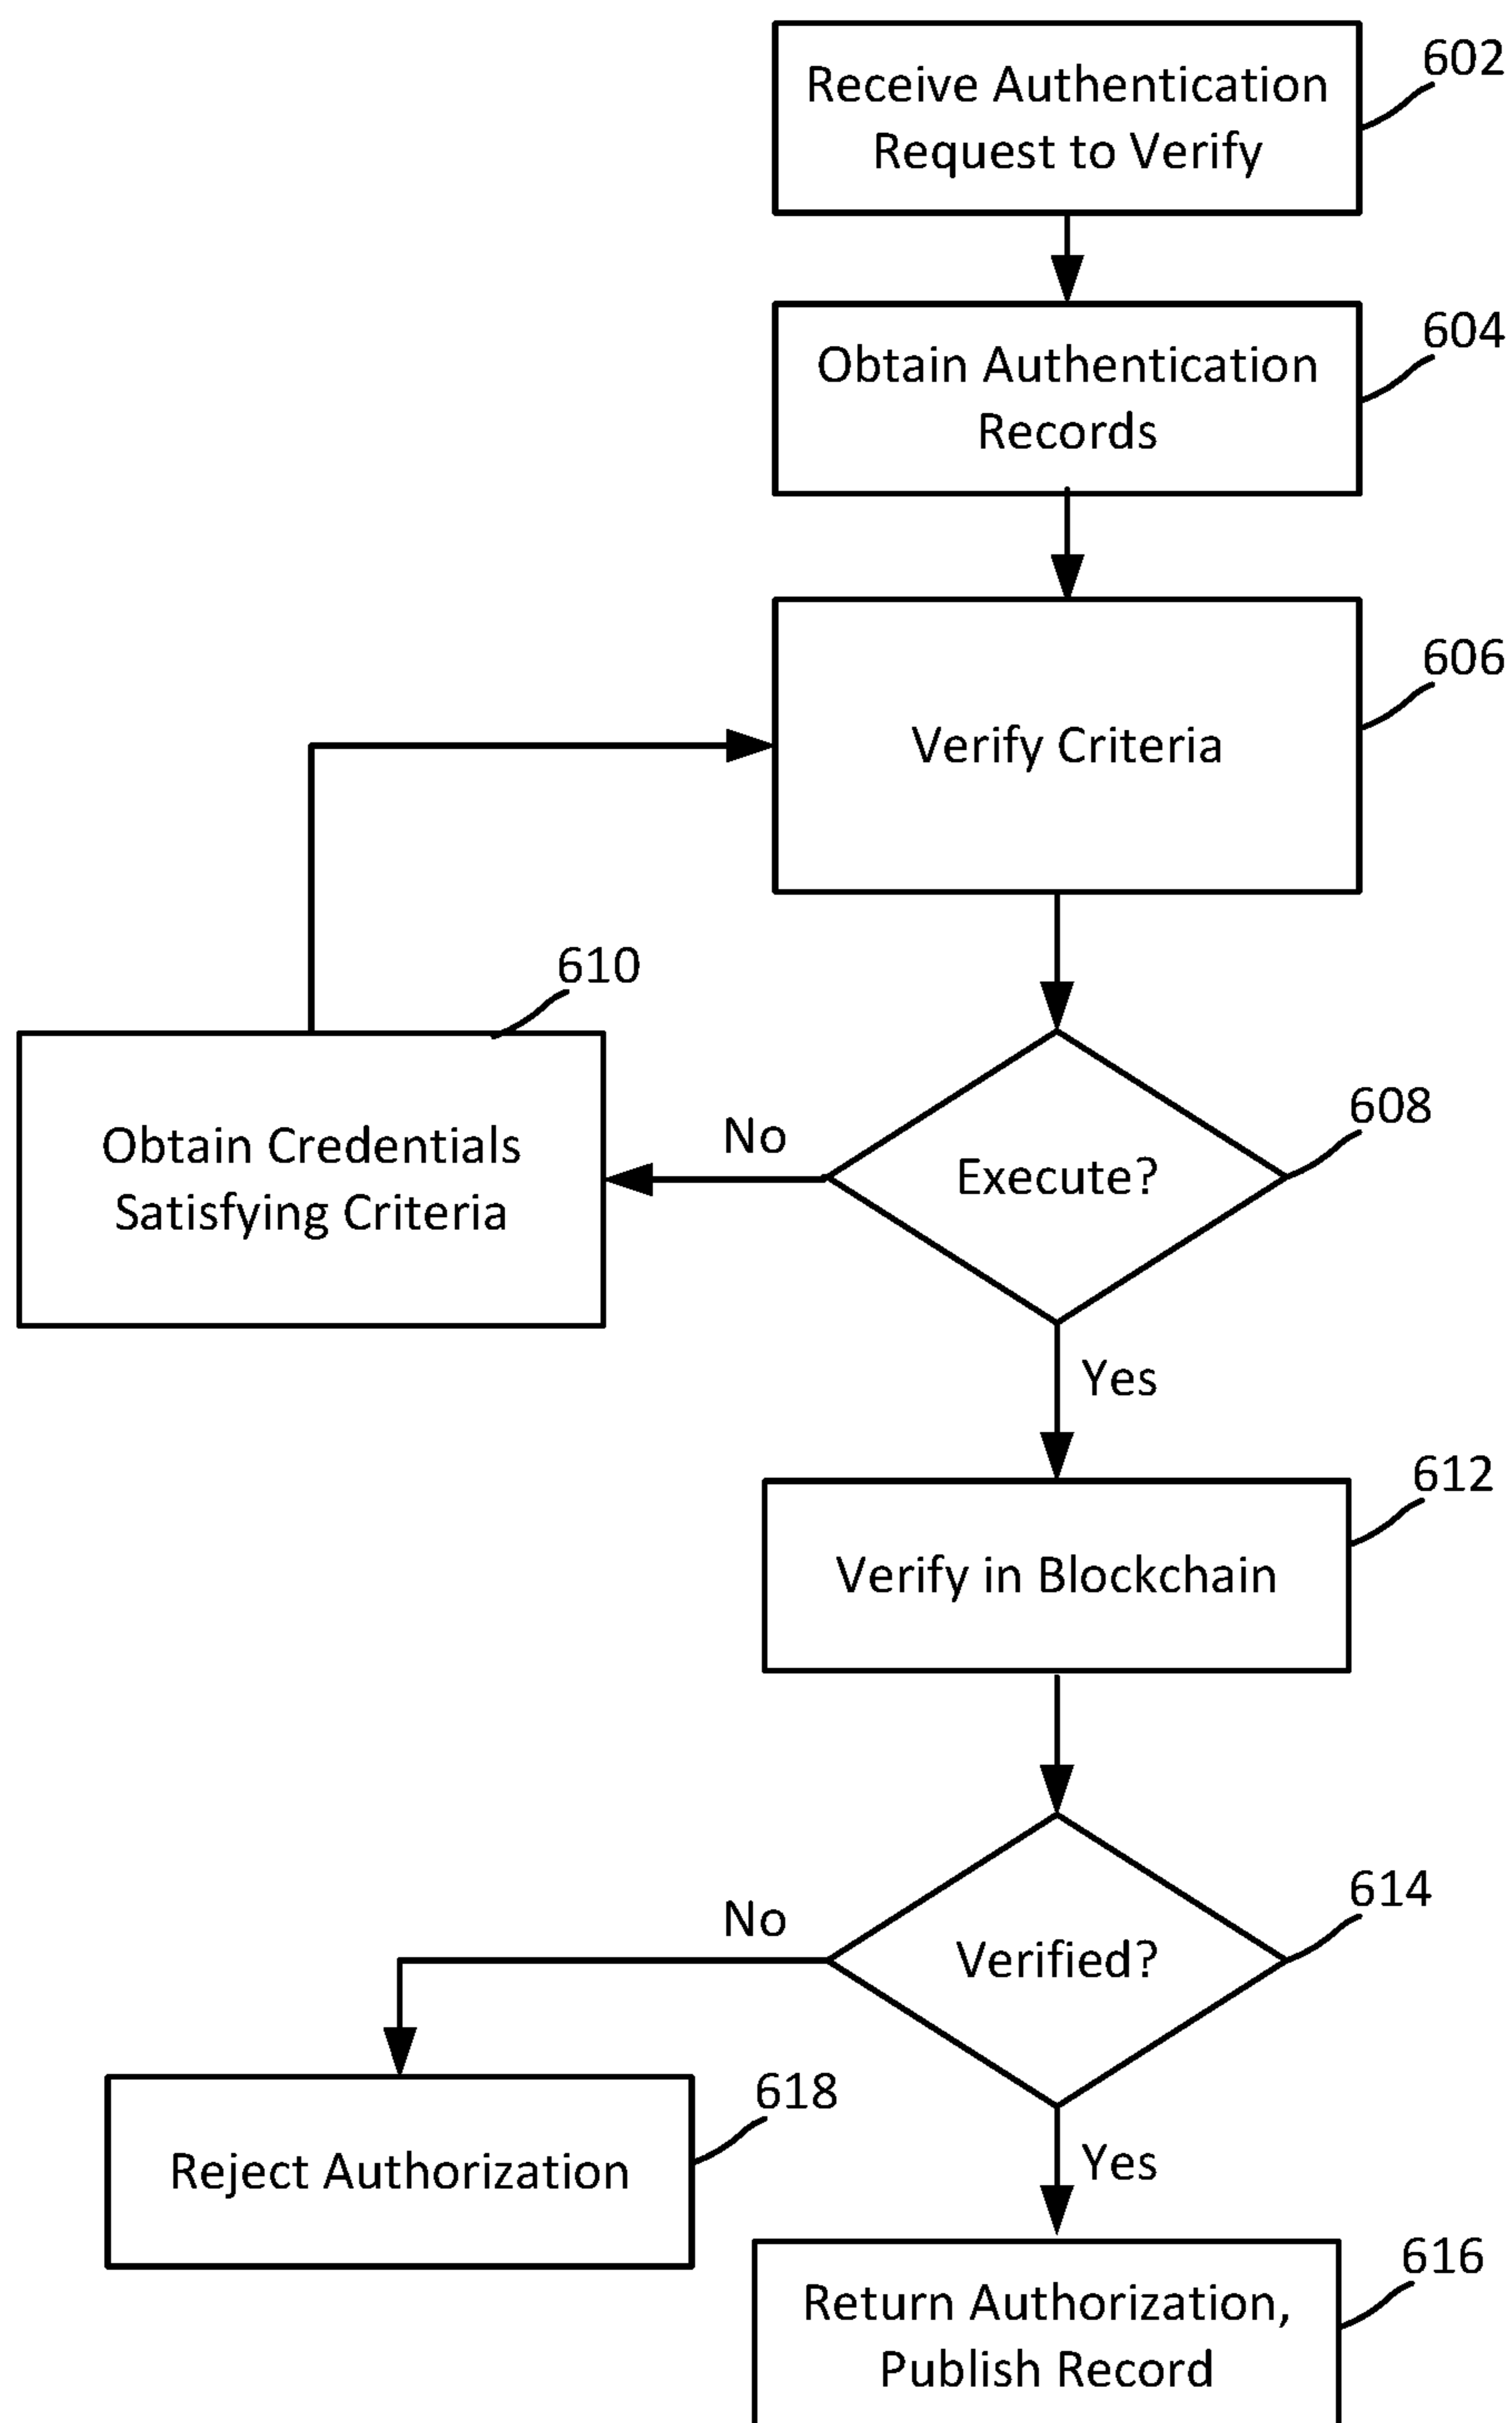 602
Receive Authentication
Request to Verify
604
Obtain Authentication
Records
606
Verify Criteria
610
Obtain Credentials
Satisfying Criteria
No
608
Execute?
Yes
612
Verify in Blockchain
614
No
Verified?
618
Reject Authorization
Yes
616
Return Authorization,
Publish Record